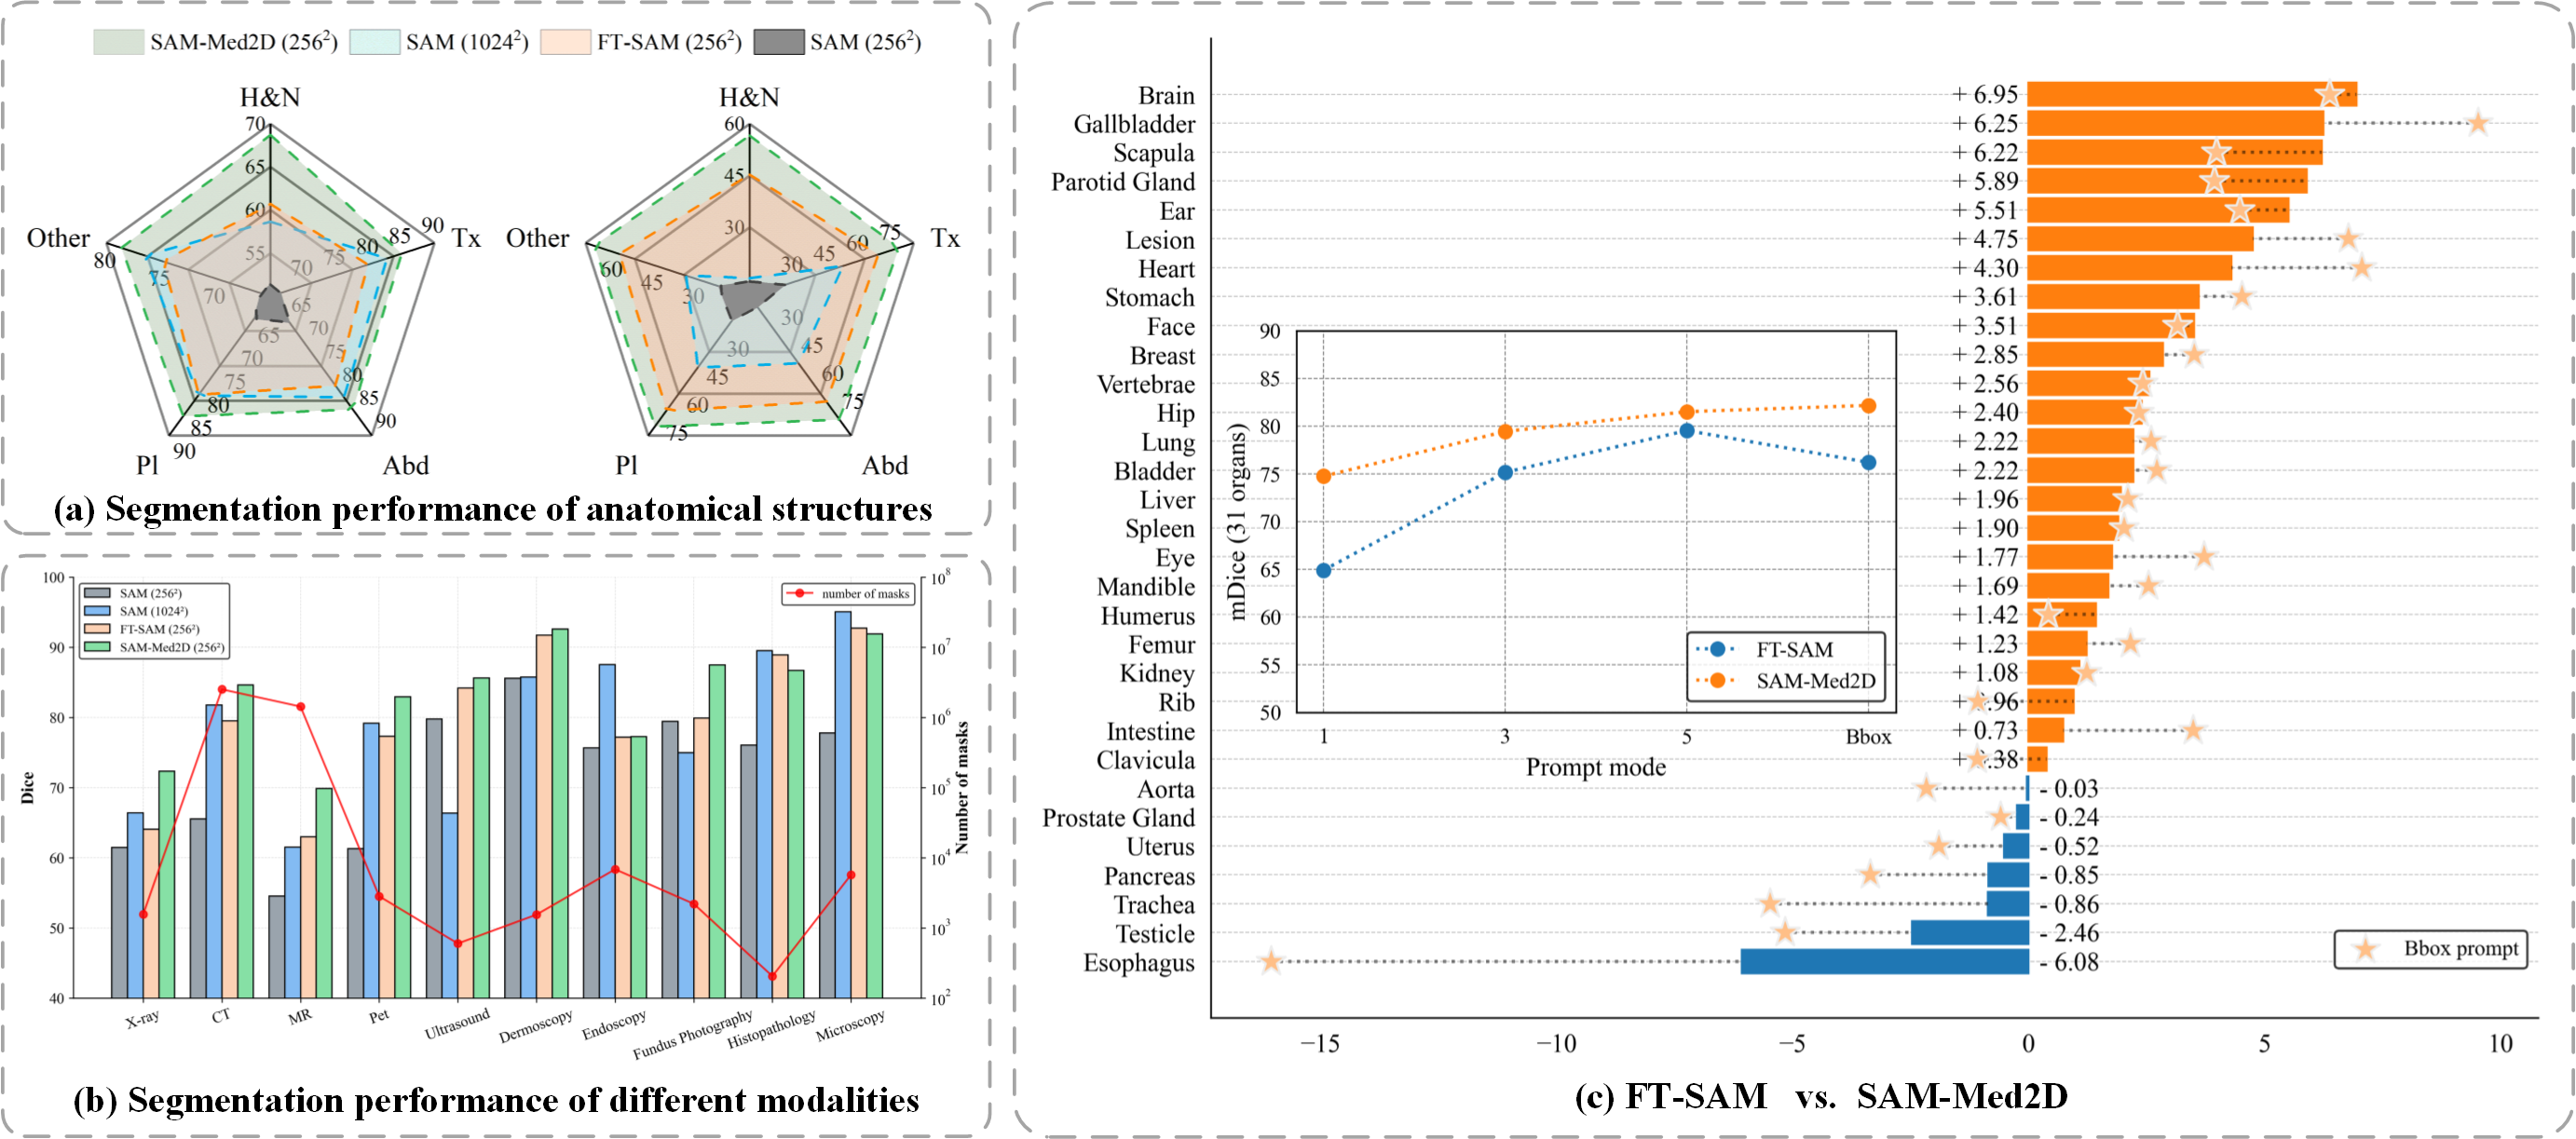 SAM-Med2D (256²) SAM (1024²) FT-SAM (256²) SAM (256²)
H&N
70
65
60
55
Tx
90
85
80
75
70
65
Abd
70
75
80
85
90
Pl
65
70
75
80
85
90
Other
80
75
70
H&N
60
45
30
Tx
75
60
45
30
Abd
30
45
60
75
Pl
30
45
60
75
Other
60
45
30
(a) Segmentation performance of anatomical structures
SAM (256²)
SAM (1024²)
FT-SAM (256²)
SAM-Med2D (256²)
number of masks
Dice
100
90
80
70
60
50
40
Number of masks
10⁸
10⁷
10⁶
10⁵
10⁴
10³
10²
X-ray CT MR Pet Ultrasound Dermoscopy Endoscopy Fundus Photography Histopathology Microscopy
(b) Segmentation performance of different modalities
Brain + 6.95
Gallbladder + 6.25
Scapula + 6.22
Parotid Gland + 5.89
Ear + 5.51
Lesion + 4.75
Heart + 4.30
Stomach + 3.61
Face + 3.51
Breast + 2.85
Vertebrae + 2.56
Hip + 2.40
Lung + 2.22
Bladder + 2.22
Liver + 1.96
Spleen + 1.90
Eye + 1.77
Mandible + 1.69
Humerus + 1.42
Femur + 1.23
Kidney + 1.08
Rib
Intestine + 0.73
Clavicula
Aorta - 0.03
Prostate Gland - 0.24
Uterus - 0.52
Pancreas - 0.85
Trachea - 0.86
Testicle - 2.46
Esophagus - 6.08
mDice (31 organs)
90
85
80
75
70
65
60
55
50
1 3 5 Bbox
Prompt mode
FT-SAM
SAM-Med2D
Bbox prompt
−15 −10 −5 0 5 10
(c) FT-SAM vs. SAM-Med2D